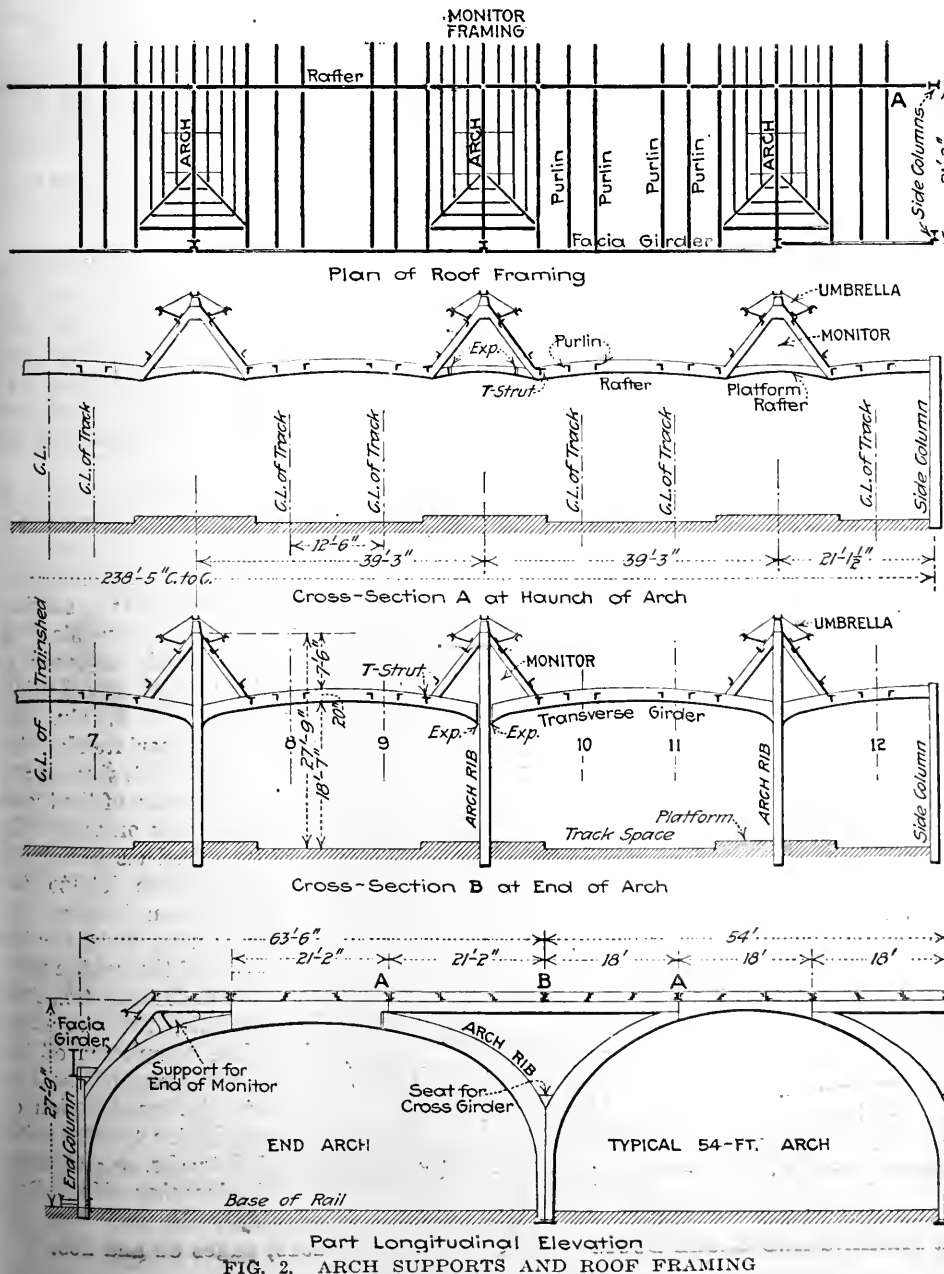 MONITOR
FRAMING
Rafter
A
ARCH
ARCH
ARCH
Purlin
Purlin
Purlin
Purlin
Side Columns
Facia Girder
Plan of Roof Framing
UMBRELLA
MONITOR
Exp.
Purlin
T-Strut
Rafter
Platform
Rafter
C.L.
C.L. of Track
C.L. of Track
C.L. of Track
C.L. of Track
C.L. of Track
C.L. of Track
Side Column
12'-6"
39'-3"
39'-3"
21'-1½"
238'-5" C. to C.
Cross-Section A at Haunch of Arch
UMBRELLA
MONITOR
T-Strut
C.L. of Trainshed
7'-6"
20"
27'-9"
18'-7"
Transverse Girder
Exp.
Exp.
7
8
9
10
11
12
ARCH RIB
ARCH RIB
Side Column
Platform
Track Space
Cross-Section B at End of Arch
63'-6"
54'
21'-2"
21'-2"
18'
18'
18'
A
B
A
Facia
Girder
Support for
End of Monitor
ARCH RIB
Seat for
Cross Girder
27'-9"
End Column
END ARCH
TYPICAL 54-FT. ARCH
Base of Rail
Part Longitudinal Elevation
FIG. 2. ARCH SUPPORTS AND ROOF FRAMING